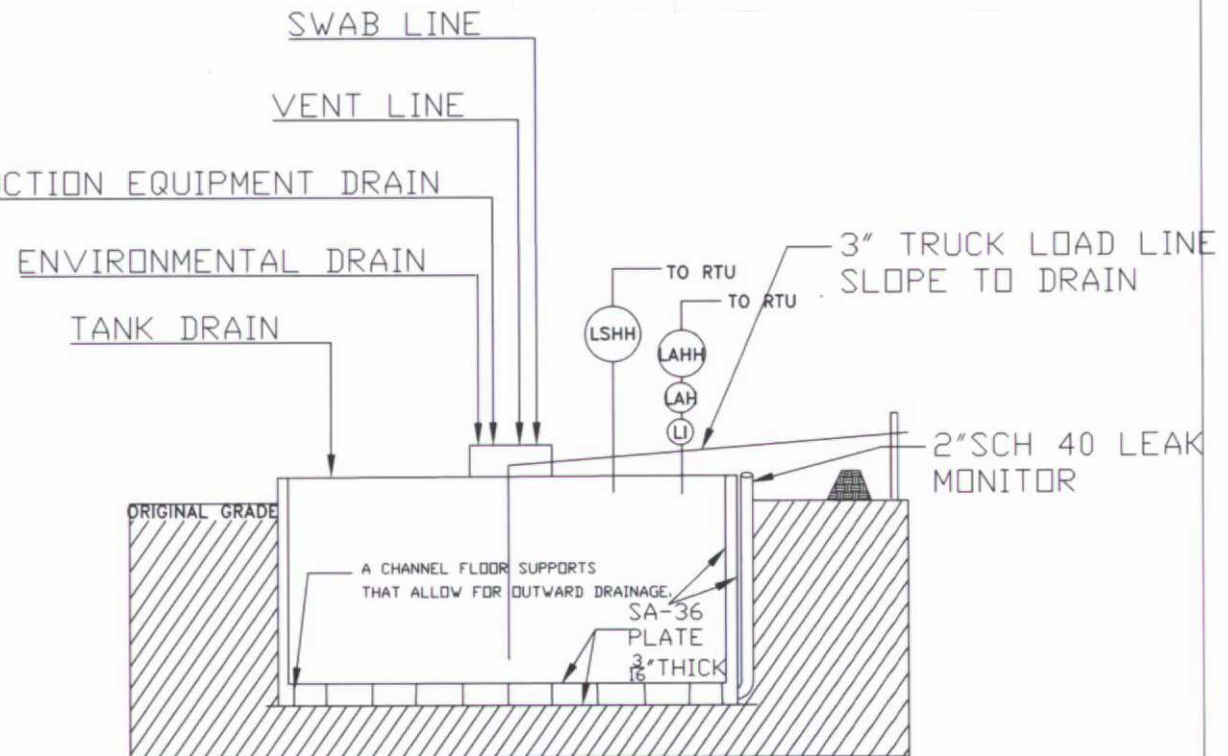 SWAB LINE
VENT LINE
EQUIPMENT DRAIN
ENVIRONMENTAL DRAIN
TANK DRAIN
TO RTU
TO RTU
LSHH
LAHH
LAH
LI
3" TRUCK LOAD LINE
SLOPE TO DRAIN
2"SCH 40 LEAK
MONITOR
ORIGINAL GRADE
A CHANNEL FLOOR SUPPORTS
THAT ALLOW FOR OUTWARD DRAINAGE.
SA-36
PLATE
3/16" THICK